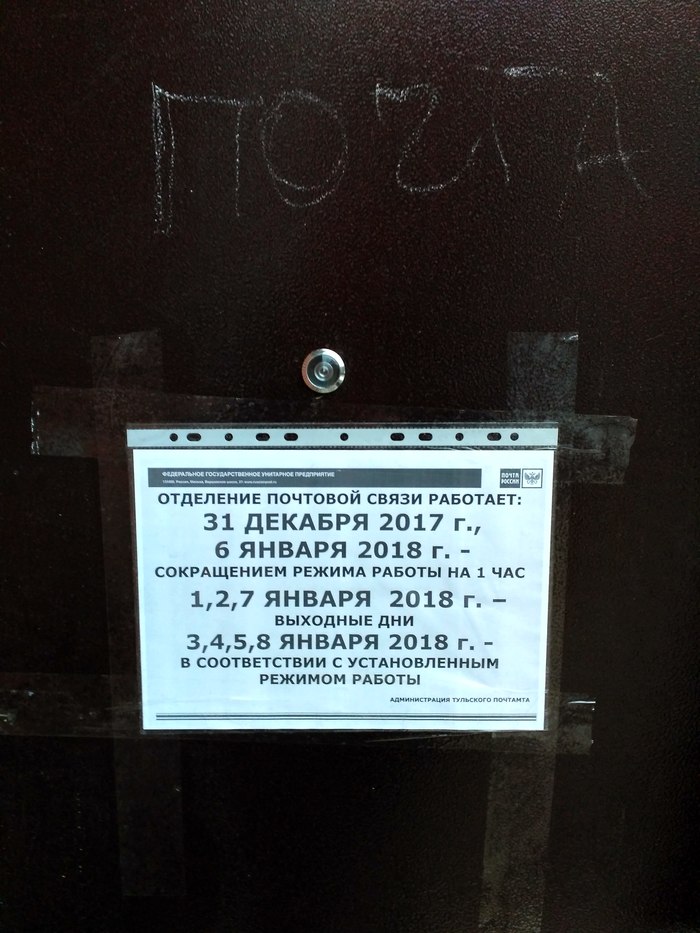 ПОЧТА
ФЕДЕРАЛЬНОЕ ГОСУДАРСТВЕННОЕ УНИТАРНОЕ ПРЕДПРИЯТИЕ
ПОЧТА
РОССИИ
ОТДЕЛЕНИЕ ПОЧТОВОЙ СВЯЗИ РАБОТАЕТ:
31 ДЕКАБРЯ 2017 г.,
6 ЯНВАРЯ 2018 г. -
СОКРАЩЕНИЕМ РЕЖИМА РАБОТЫ НА 1 ЧАС
1,2,7 ЯНВАРЯ 2018 г. –
ВЫХОДНЫЕ ДНИ
3,4,5,8 ЯНВАРЯ 2018 г. -
В СООТВЕТСТВИИ С УСТАНОВЛЕННЫМ
РЕЖИМОМ РАБОТЫ
АДМИНИСТРАЦИЯ ТУЛЬСКОГО ПОЧТАМТА